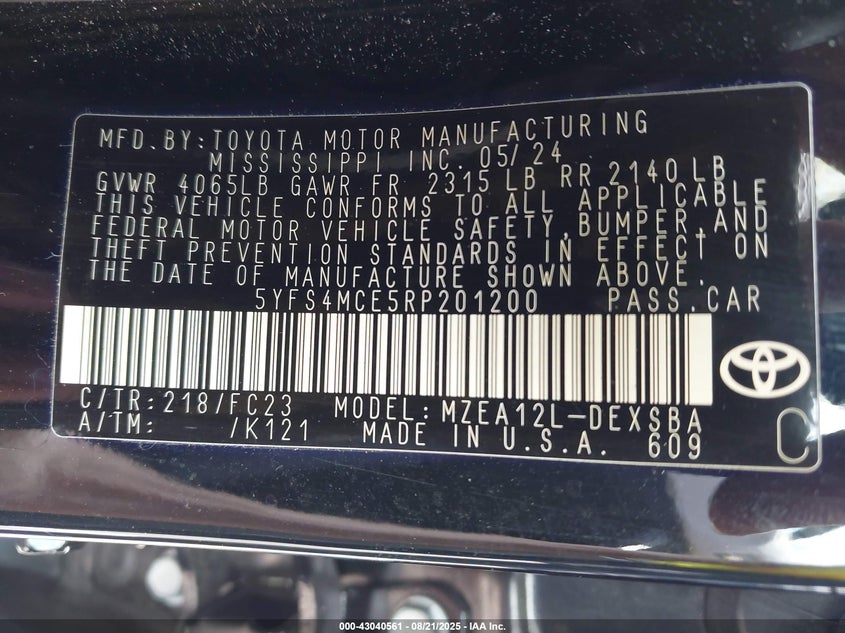 MFD.BY:TOYOTA MOTOR MANUFACTURING
MISSISSIPPI INC 05/24
GVWR 4065LB GAWR FR 2315 LB RR 2140 LB
THIS VEHICLE CONFORMS TO ALL APPLICABLE
FEDERAL MOTOR VEHICLE SAFETY,BUMPER,AND
THEFT PREVENTION STANDARDS IN EFFECT ON
THE DATE OF MANUFACTURE SHOWN ABOVE.
5YFS4MCE5RP201200 PASS.CAR
C/TR:218/FC23 MODEL:MZEA12L-DEXSBA
A/TM: /K121 MADE IN U.S.A. 609
C
000-43040561 - 08/21/2025 - IAA Inc.